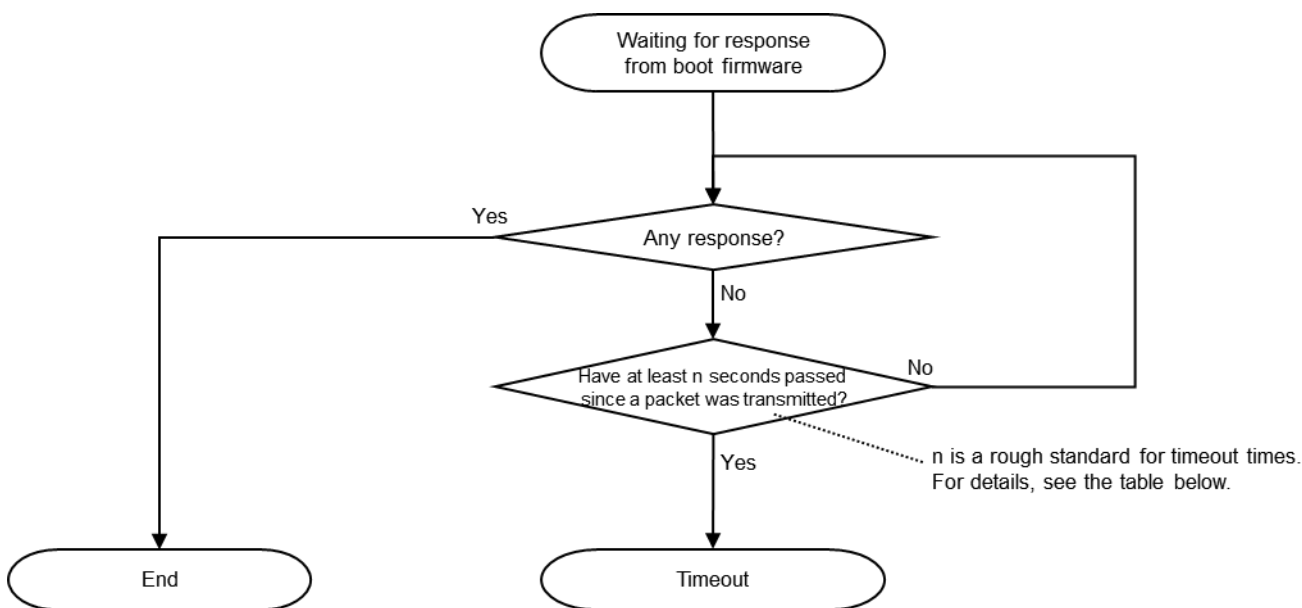 Waiting for response
from boot firmware
Yes
Any response?
No
Have at least n seconds passed
since a packet was transmitted?
No
Yes
n is a rough standard for timeout times.
For details, see the table below.
End
Timeout